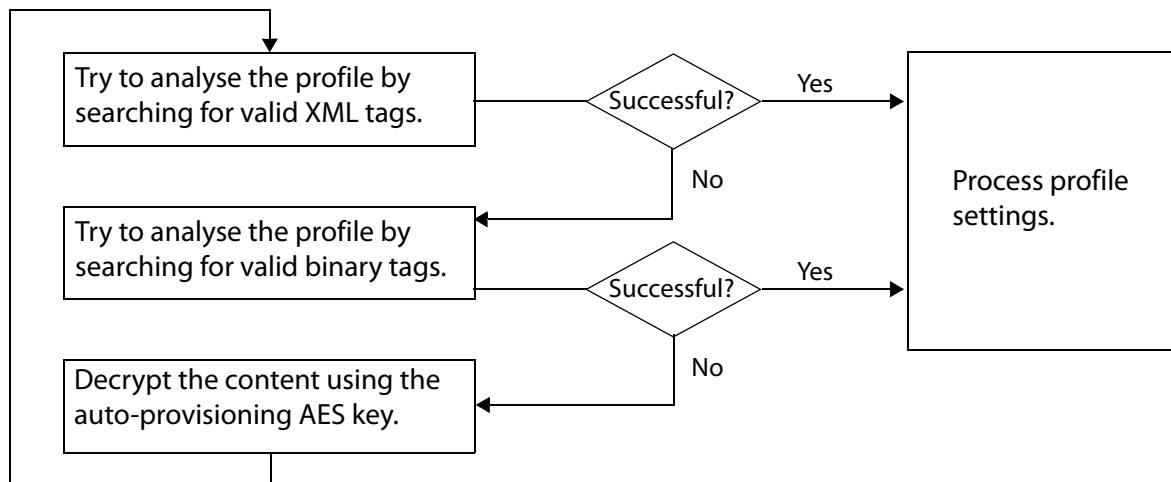 Try to analyse the profile by
searching for valid XML tags.
Successful?
Yes
No
Process profile
settings.
Try to analyse the profile by
searching for valid binary tags.
Successful?
Yes
No
Decrypt the content using the
auto-provisioning AES key.